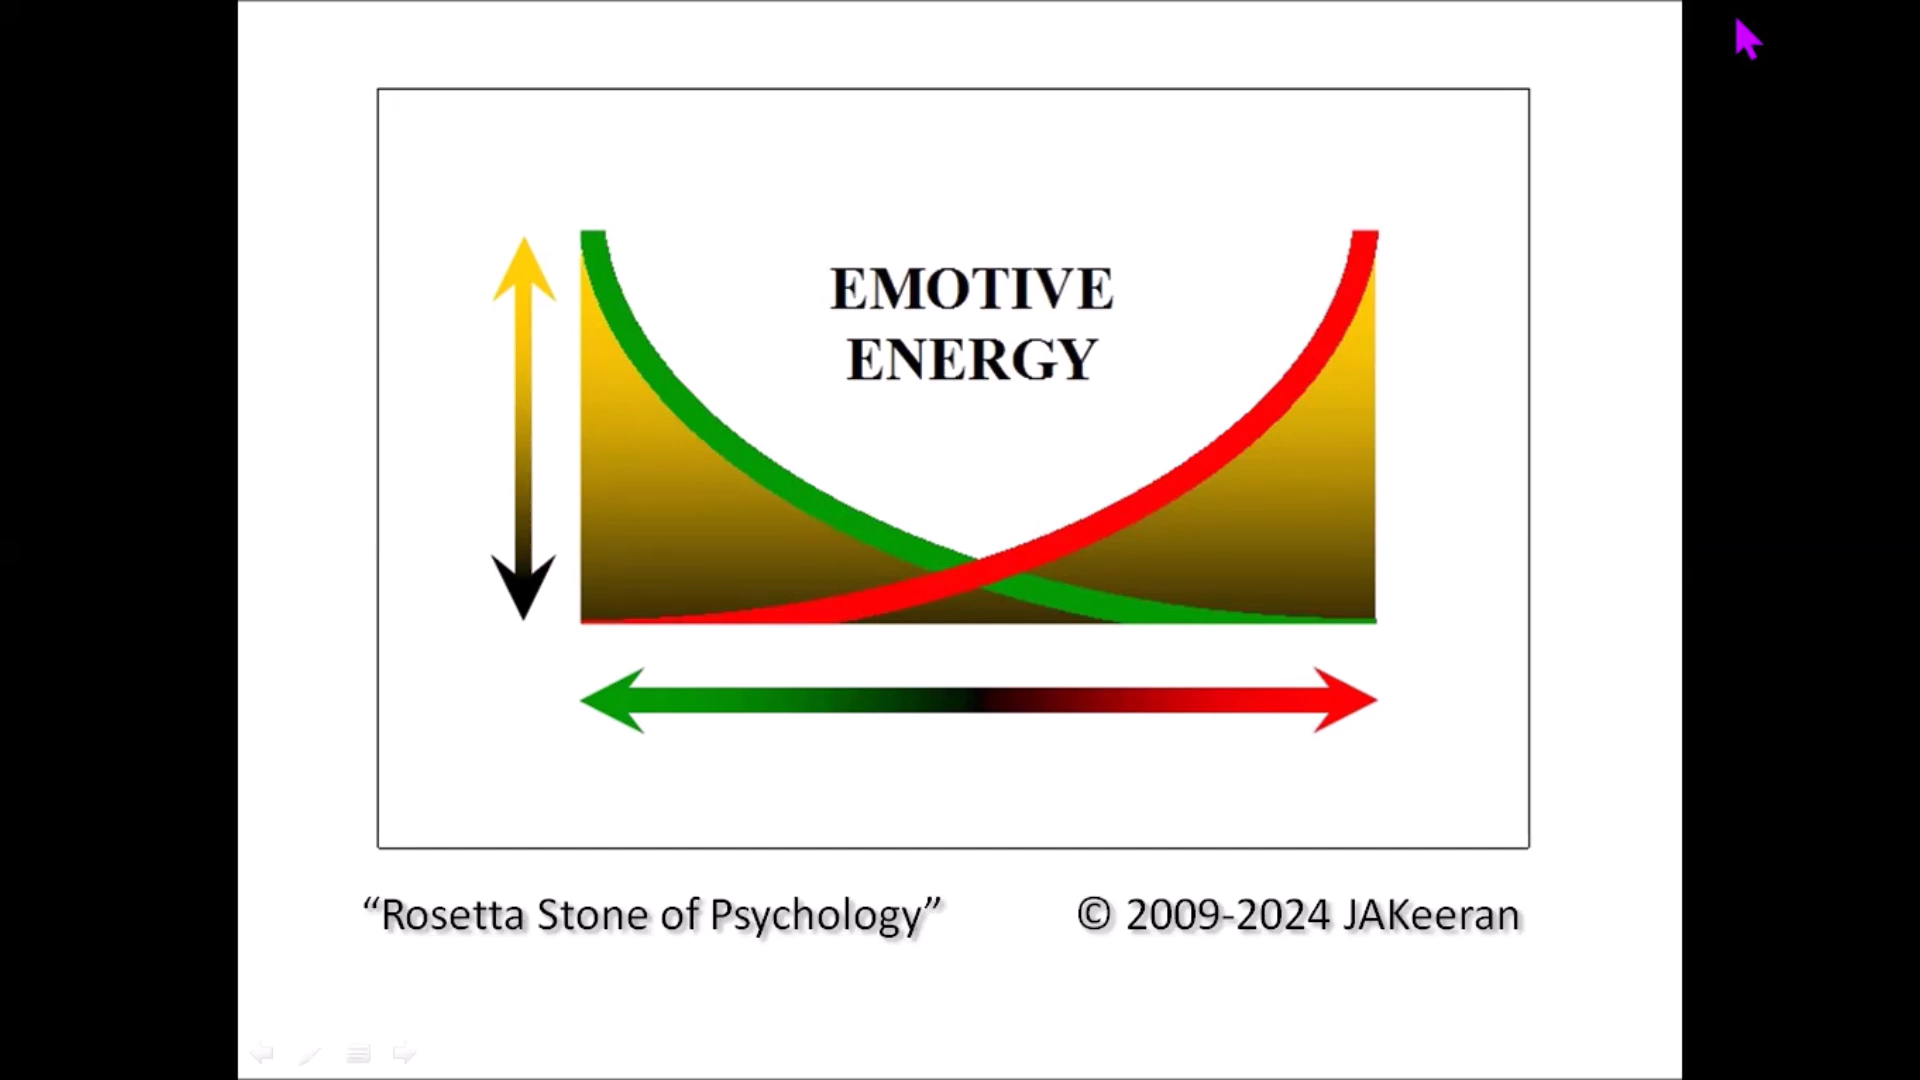 EMOTIVE
ENERGY
“Rosetta Stone of Psychology” © 2009-2024 JAKeeran